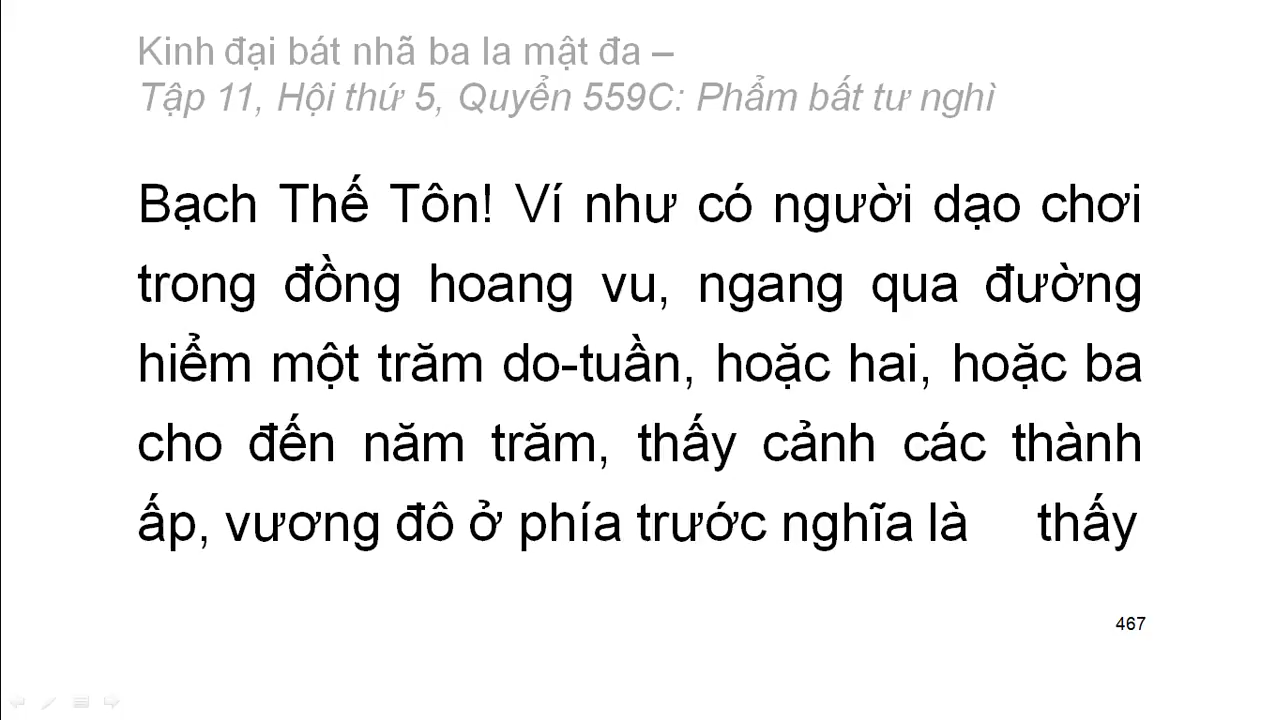 Kinh đại bát nhã ba la mật đa –
Tập 11, Hội thứ 5, Quyển 559C: Phẩm bất tư nghì
Bạch Thế Tôn! Ví như có người dạo chơi
trong đồng hoang vu, ngang qua đường
hiểm một trăm do-tuần, hoặc hai, hoặc ba
cho đến năm trăm, thấy cảnh các thành
ấp, vương đô ở phía trước nghĩa là thấy
467